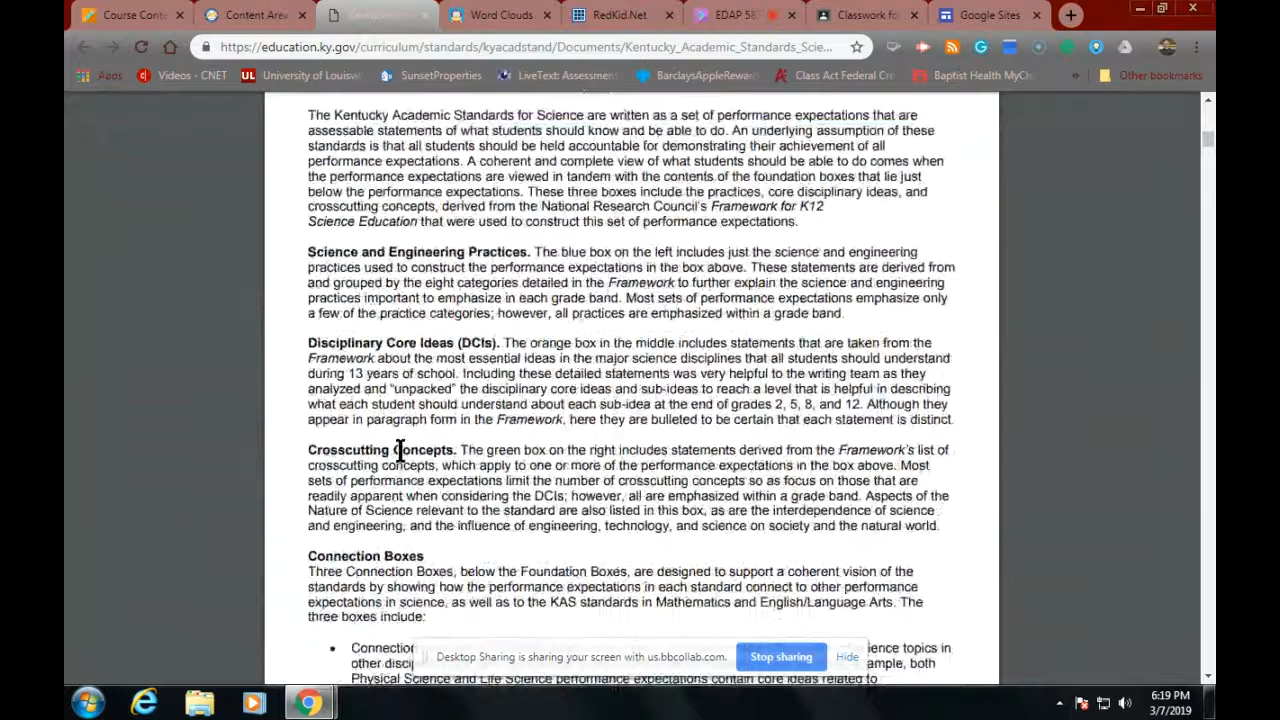 Course Conte
Content Area
Word Clouds
RedKid.Net
EDAP 58
Classwork fo
Google Sites
https://education.ky.gov/curriculum/standards/kyacadstand/Documents/Kentucky_Academic_Standards_Scie...
Apps
Videos - CNET
University of Louisvi
SunsetProperties
LiveText: Assessment
BarclaysAppleRewar
Class Act Federal Cre
Baptist Health MyCh
»
Other bookmarks
The Kentucky Academic Standards for Science are written as a set of performance expectations that are
assessable statements of what students should know and be able to do. An underlying assumption of these
standards is that all students should be held accountable for demonstrating their achievement of all
performance expectations. A coherent and complete view of what students should be able to do comes when
the performance expectations are viewed in tandem with the contents of the foundation boxes that lie just
below the performance expectations. These three boxes include the practices, core disciplinary ideas, and
crosscutting concepts, derived from the National Research Council's Framework for K12
Science Education that were used to construct this set of performance expectations.
Science and Engineering Practices. The blue box on the left includes just the science and engineering
practices used to construct the performance expectations in the box above. These statements are derived from
and grouped by the eight categories detailed in the Framework to further explain the science and engineering
practices important to emphasize in each grade band. Most sets of performance expectations emphasize only
a few of the practice categories; however, all practices are emphasized within a grade band.
Disciplinary Core Ideas (DCIs). The orange box in the middle includes statements that are taken from the
Framework about the most essential ideas in the major science disciplines that all students should understand
during 13 years of school. Including these detailed statements was very helpful to the writing team as they
analyzed and "unpacked" the disciplinary core ideas and sub-ideas to reach a level that is helpful in describing
what each student should understand about each sub-idea at the end of grades 2, 5, 8, and 12. Although they
appear in paragraph form in the Framework, here they are bulleted to be certain that each statement is distinct.
Crosscutting Concepts. The green box on the right includes statements derived from the Framework's list of
crosscutting concepts, which apply to one or more of the performance expectations in the box above. Most
sets of performance expectations limit the number of crosscutting concepts so as focus on those that are
readily apparent when considering the DCIs; however, all are emphasized within a grade band. Aspects of the
Nature of Science relevant to the standard are also listed in this box, as are the interdependence of science
and engineering, and the influence of engineering, technology, and science on society and the natural world.
Connection Boxes
Three Connection Boxes, below the Foundation Boxes, are designed to support a coherent vision of the
standards by showing how the performance expectations in each standard connect to other performance
expectations in science, as well as to the KAS standards in Mathematics and English/Language Arts. The
three boxes include:
• Connection ience topics in
other discip ample, both
Physical Science and Life Science performance expectations contain core ideas related to
Desktop Sharing is sharing your screen with us.bbcollab.com.
Stop sharing
Hide
6:19 PM
3/7/2019